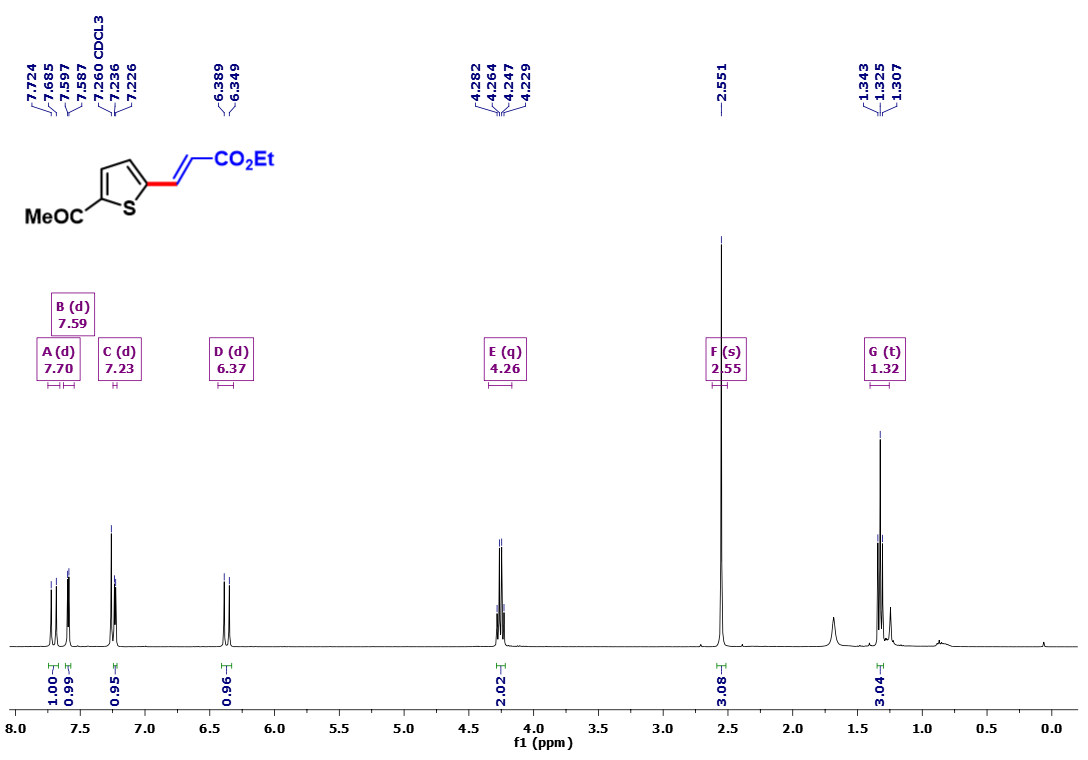 7.724
7.685
7.597
7.587
7.260 CDCL3
7.236
7.226
6.389
6.349
4.282
4.264
4.247
4.229
2.551
1.343
1.325
1.307
CO2Et
MeOC
S
B (d)
7.59
A (d)
7.70
C (d)
7.23
D (d)
6.37
E (q)
4.26
F (s)
2.55
G (t)
1.32
1.00
0.99
0.95
0.96
2.02
3.08
3.04
8.0 7.5 7.0 6.5 6.0 5.5 5.0 4.5 4.0 3.5 3.0 2.5 2.0 1.5 1.0 0.5 0.0
f1 (ppm)